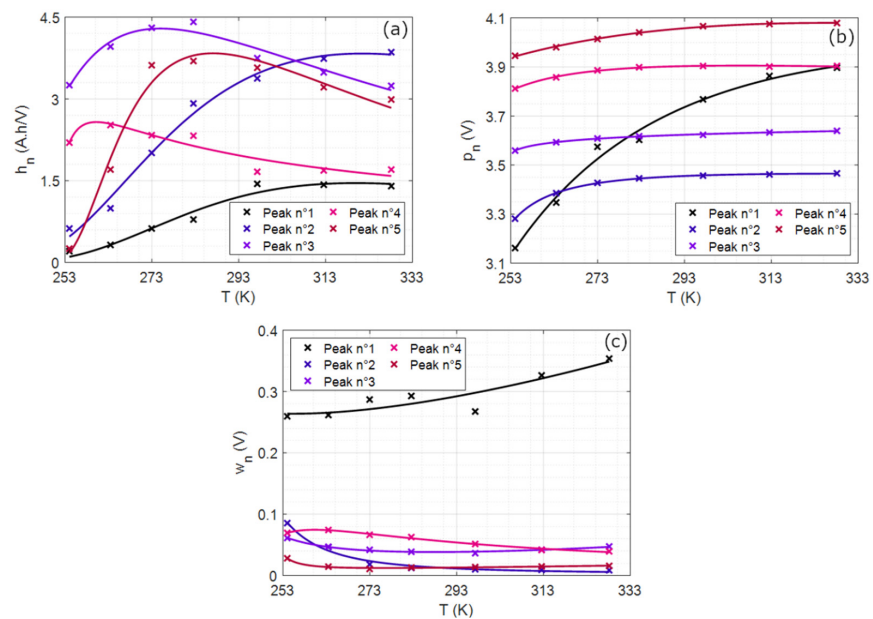 (a)
4.5
3
1.5
0
h_n (A.h/V)
Peak n°1 Peak n°4
Peak n°2 Peak n°5
Peak n°3
253 273 293 313 333
T (K)
(b)
4.1
3.9
3.7
3.5
3.3
3.1
p_n (V)
Peak n°1 Peak n°4
Peak n°2 Peak n°5
Peak n°3
253 273 293 313 333
T (K)
(c)
0.4
0.3
0.2
0.1
0
w_n (V)
Peak n°1 Peak n°4
Peak n°2 Peak n°5
Peak n°3
253 273 293 313 333
T (K)